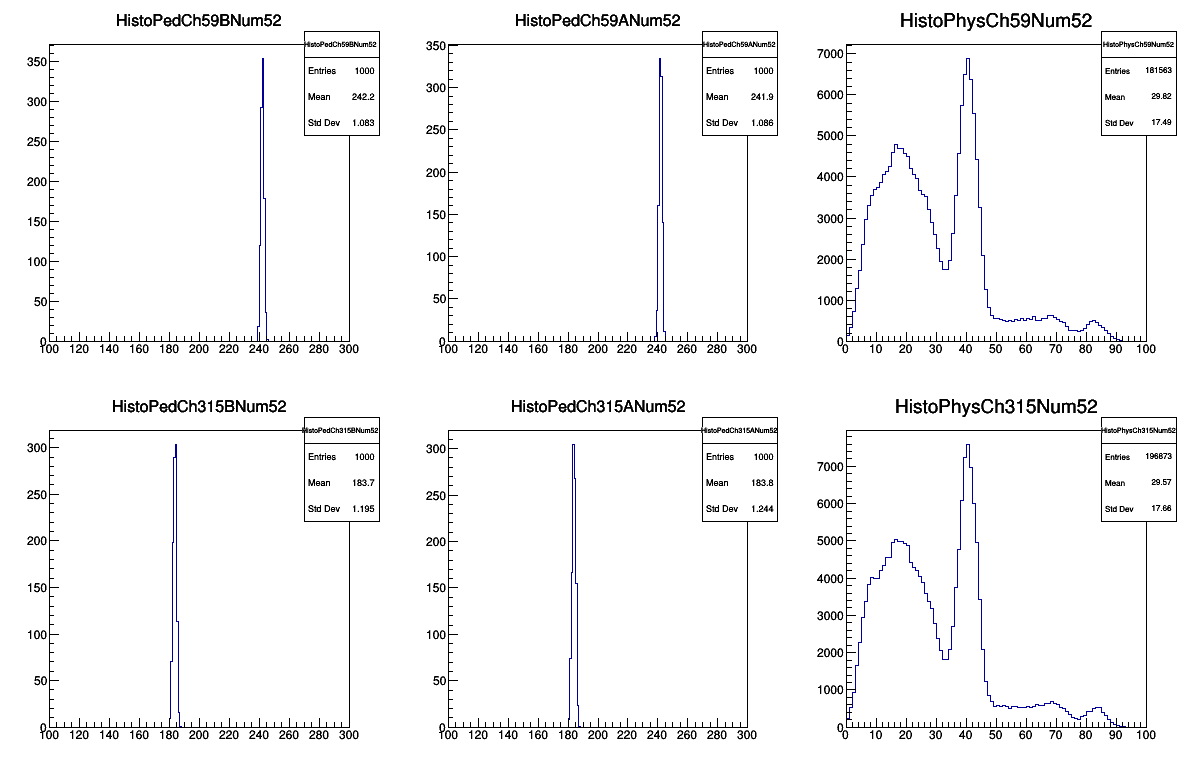 HistoPedCh59BNum52
HistoPedCh59BNum52
Entries 1000
Mean 242.2
Std Dev 1.083
350
300
250
200
150
100
50
0
100 120 140 160 180 200 220 240 260 280 300
HistoPedCh59ANum52
HistoPedCh59ANum52
Entries 1000
Mean 241.9
Std Dev 1.086
350
300
250
200
150
100
50
0
100 120 140 160 180 200 220 240 260 280 300
HistoPhysCh59Num52
HistoPhysCh59Num52
Entries 181563
Mean 29.82
Std Dev 17.49
7000
6000
5000
4000
3000
2000
1000
0
0 10 20 30 40 50 60 70 80 90 100
HistoPedCh315BNum52
HistoPedCh315BNum52
Entries 1000
Mean 183.7
Std Dev 1.195
300
250
200
150
100
50
0
100 120 140 160 180 200 220 240 260 280 300
HistoPedCh315ANum52
HistoPedCh315ANum52
Entries 1000
Mean 183.8
Std Dev 1.244
300
250
200
150
100
50
0
100 120 140 160 180 200 220 240 260 280 300
HistoPhysCh315Num52
HistoPhysCh315Num52
Entries 196873
Mean 29.57
Std Dev 17.66
7000
6000
5000
4000
3000
2000
1000
0
0 10 20 30 40 50 60 70 80 90 100